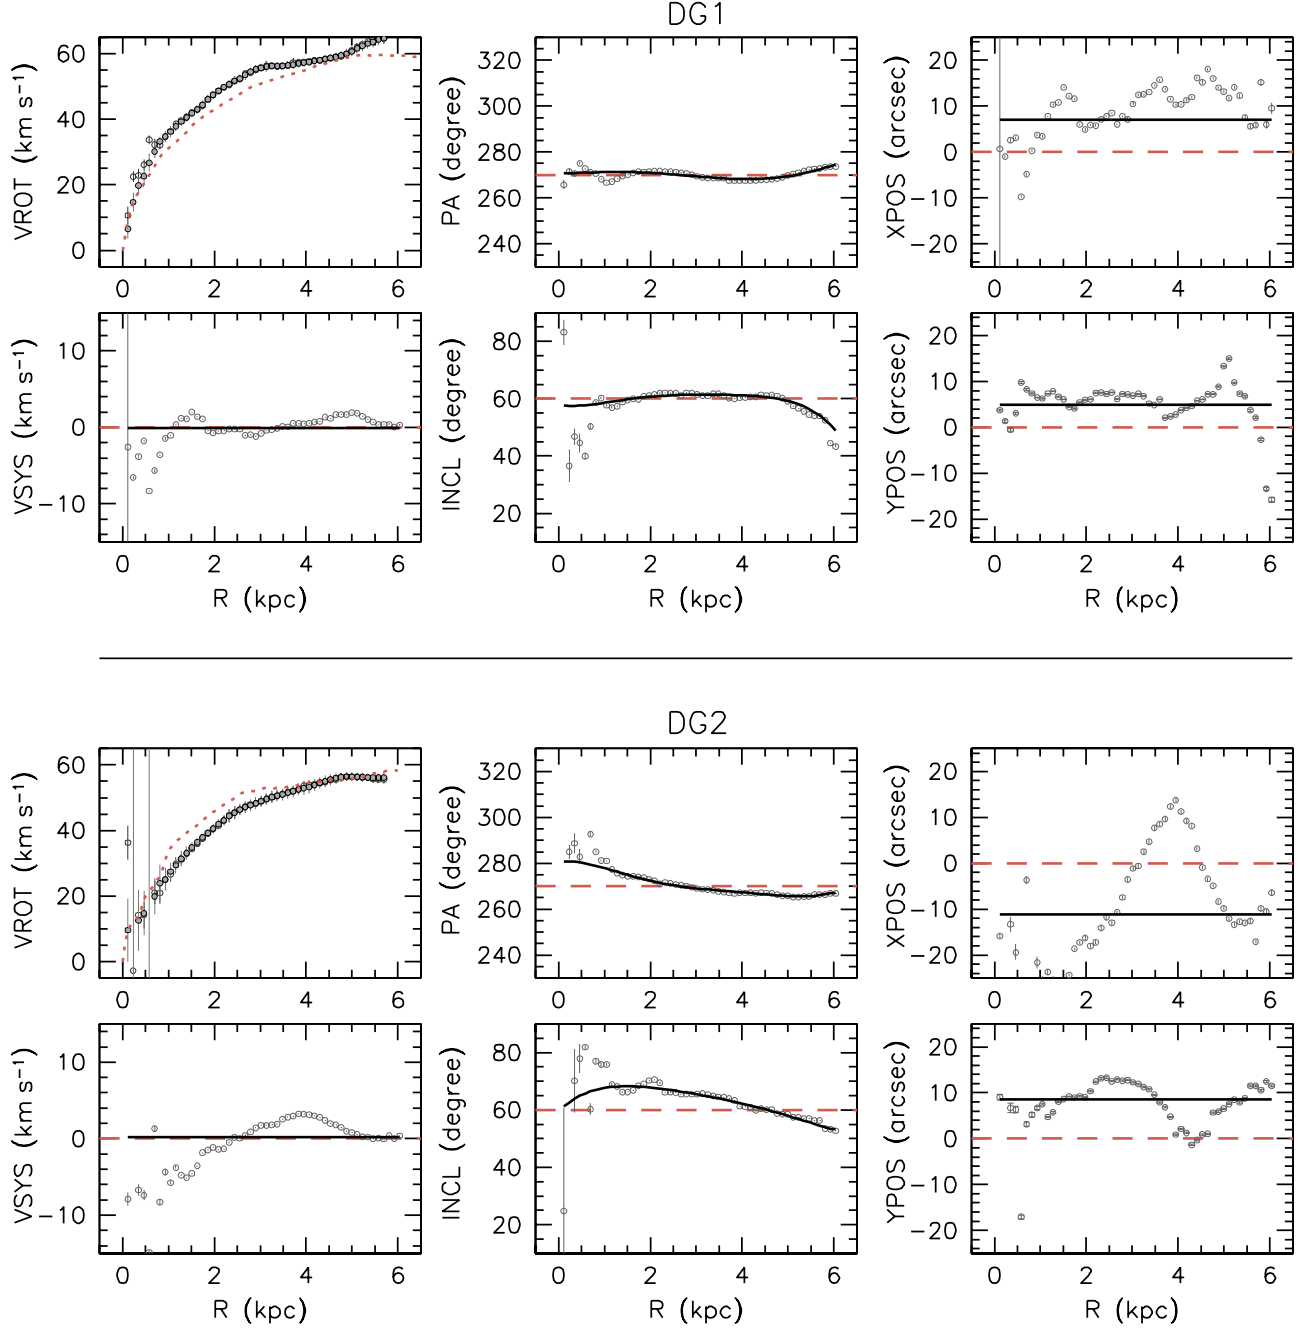 DG1
VROT (km s⁻¹)
60
40
20
0
0 2 4 6
PA (degree)
320
300
280
260
240
0 2 4 6
XPOS (arcsec)
20
10
0
−10
−20
0 2 4 6
VSYS (km s⁻¹)
10
0
−10
0 2 4 6
R (kpc)
INCL (degree)
80
60
40
20
0 2 4 6
R (kpc)
YPOS (arcsec)
20
10
0
−10
−20
0 2 4 6
R (kpc)
DG2
VROT (km s⁻¹)
60
40
20
0
0 2 4 6
PA (degree)
320
300
280
260
240
0 2 4 6
XPOS (arcsec)
20
10
0
−10
−20
0 2 4 6
VSYS (km s⁻¹)
10
0
−10
0 2 4 6
R (kpc)
INCL (degree)
80
60
40
20
0 2 4 6
R (kpc)
YPOS (arcsec)
20
10
0
−10
−20
0 2 4 6
R (kpc)